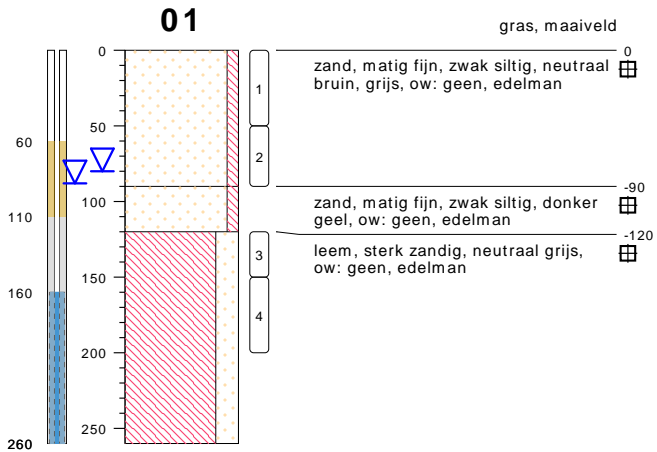 01
gras, maaiveld
0
50
100
150
200
250
60
110
160
260
1
2
3
4
0
zand, matig fijn, zwak siltig, neutraal
bruin, grijs, ow: geen, edelman
-90
zand, matig fijn, zwak siltig, donker
geel, ow: geen, edelman
-120
leem, sterk zandig, neutraal grijs,
ow: geen, edelman